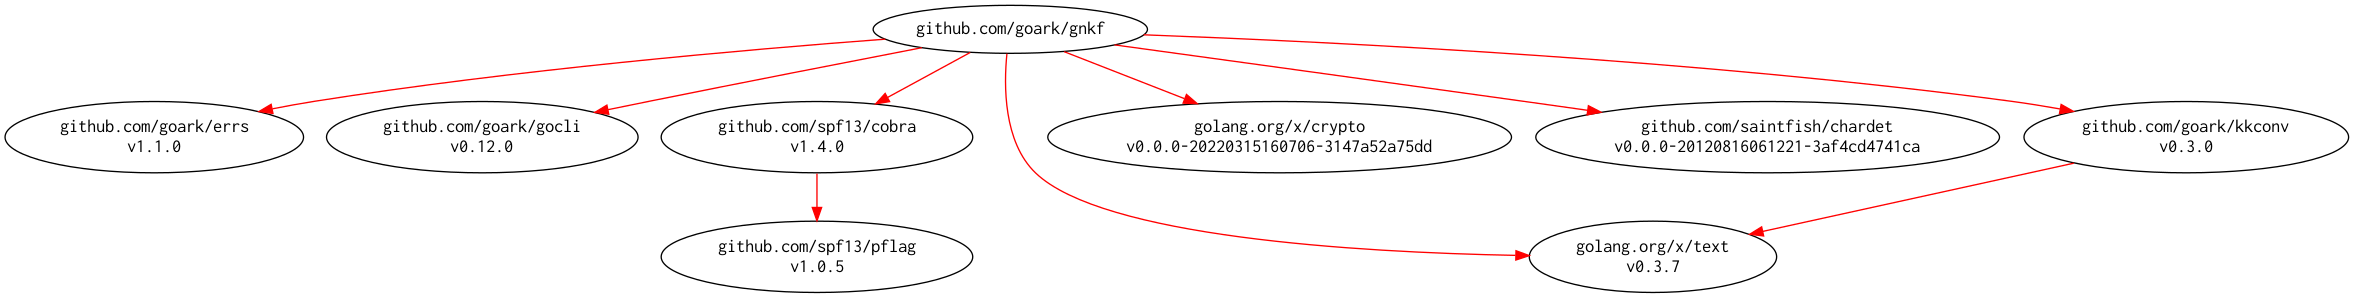 github.com/goark/gnkf
github.com/goark/errs
v1.1.0
github.com/goark/gocli
v0.12.0
github.com/spf13/cobra
v1.4.0
golang.org/x/crypto
v0.0.0-20220315160706-3147a52a75dd
github.com/saintfish/chardet
v0.0.0-20120816061221-3af4cd4741ca
github.com/goark/kkconv
v0.3.0
github.com/spf13/pflag
v1.0.5
golang.org/x/text
v0.3.7